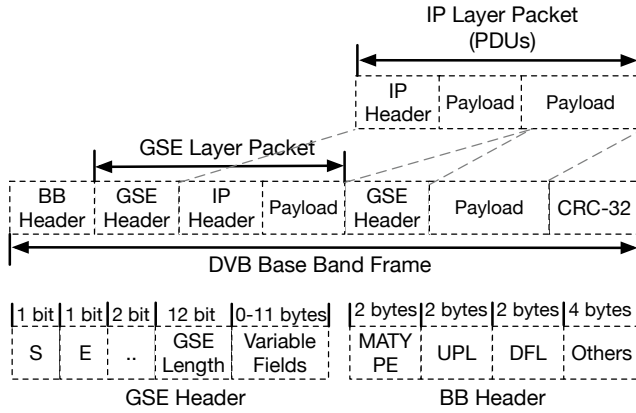 IP Layer Packet
(PDUs)
IP Header Payload Payload
GSE Layer Packet
BB Header GSE Header IP Header Payload GSE Header Payload CRC-32
DVB Base Band Frame
1 bit 1 bit 2 bit 12 bit 0-11 bytes
S E .. GSE Length Variable Fields
GSE Header
2 bytes 2 bytes 2 bytes 4 bytes
MATY PE UPL DFL Others
BB Header